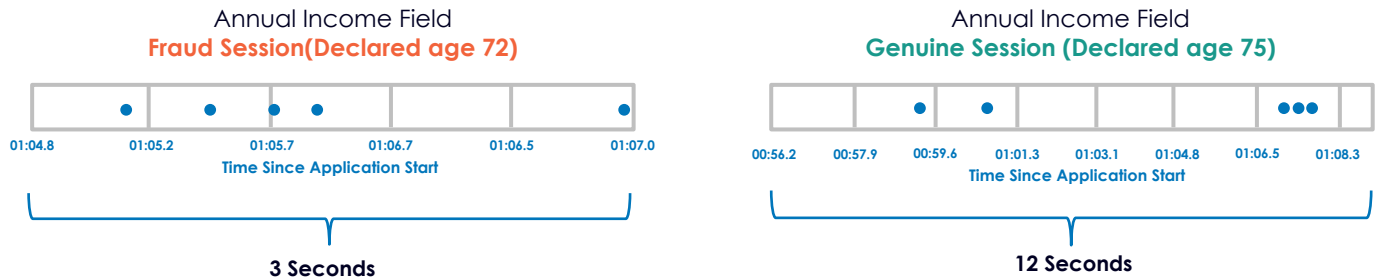 Annual Income Field
Fraud Session(Declared age 72)
01:04.8 01:05.2 01:05.7 01:06.7 01:06.5 01:07.0
Time Since Application Start
3 Seconds
Annual Income Field
Genuine Session (Declared age 75)
00:56.2 00:57.9 00:59.6 01:01.3 01:03.1 01:04.8 01:06.5 01:08.3
Time Since Application Start
12 Seconds